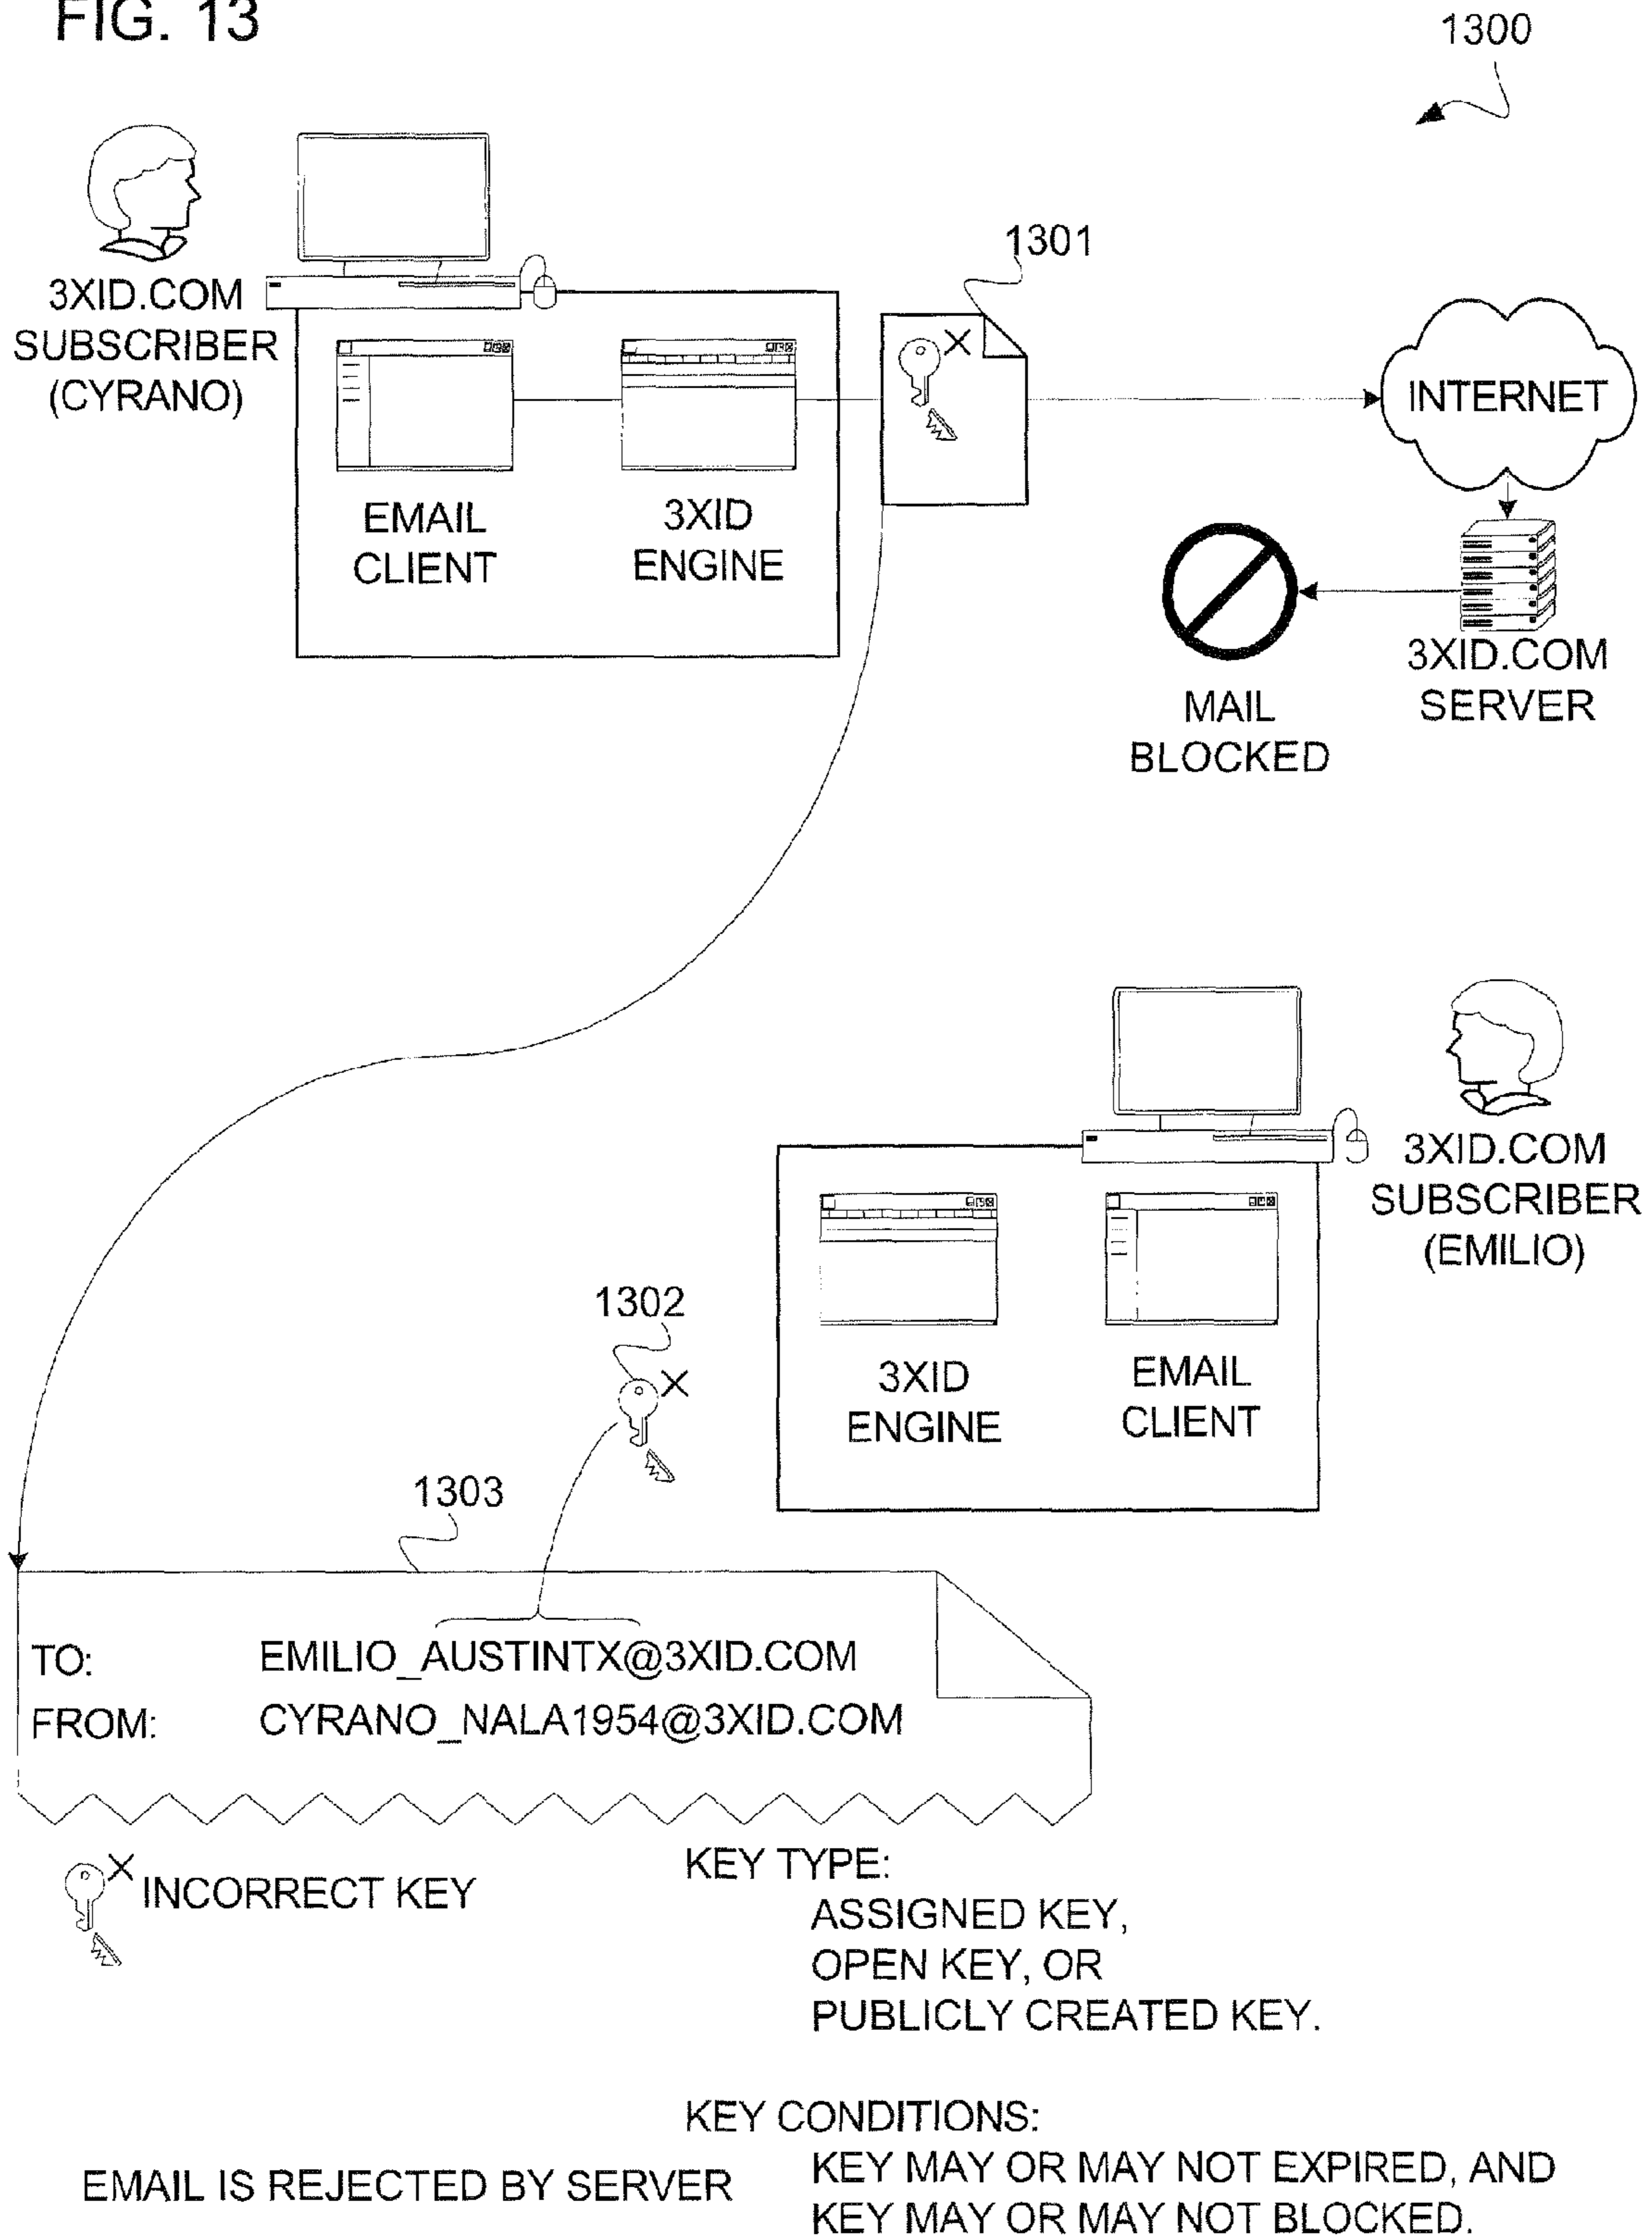 FIG. 13
1300
3XID.COM
SUBSCRIBER
(CYRANO)
1301
EMAIL
CLIENT
3XID
ENGINE
INTERNET
MAIL
BLOCKED
3XID.COM
SERVER
3XID.COM
SUBSCRIBER
(EMILIO)
3XID
ENGINE
EMAIL
CLIENT
1302
1303
TO: EMILIO_AUSTINTX@3XID.COM
FROM: CYRANO_NALA1954@3XID.COM
INCORRECT KEY
KEY TYPE:
ASSIGNED KEY,
OPEN KEY, OR
PUBLICLY CREATED KEY.
EMAIL IS REJECTED BY SERVER
KEY CONDITIONS:
KEY MAY OR MAY NOT EXPIRED, AND
KEY MAY OR MAY NOT BLOCKED.